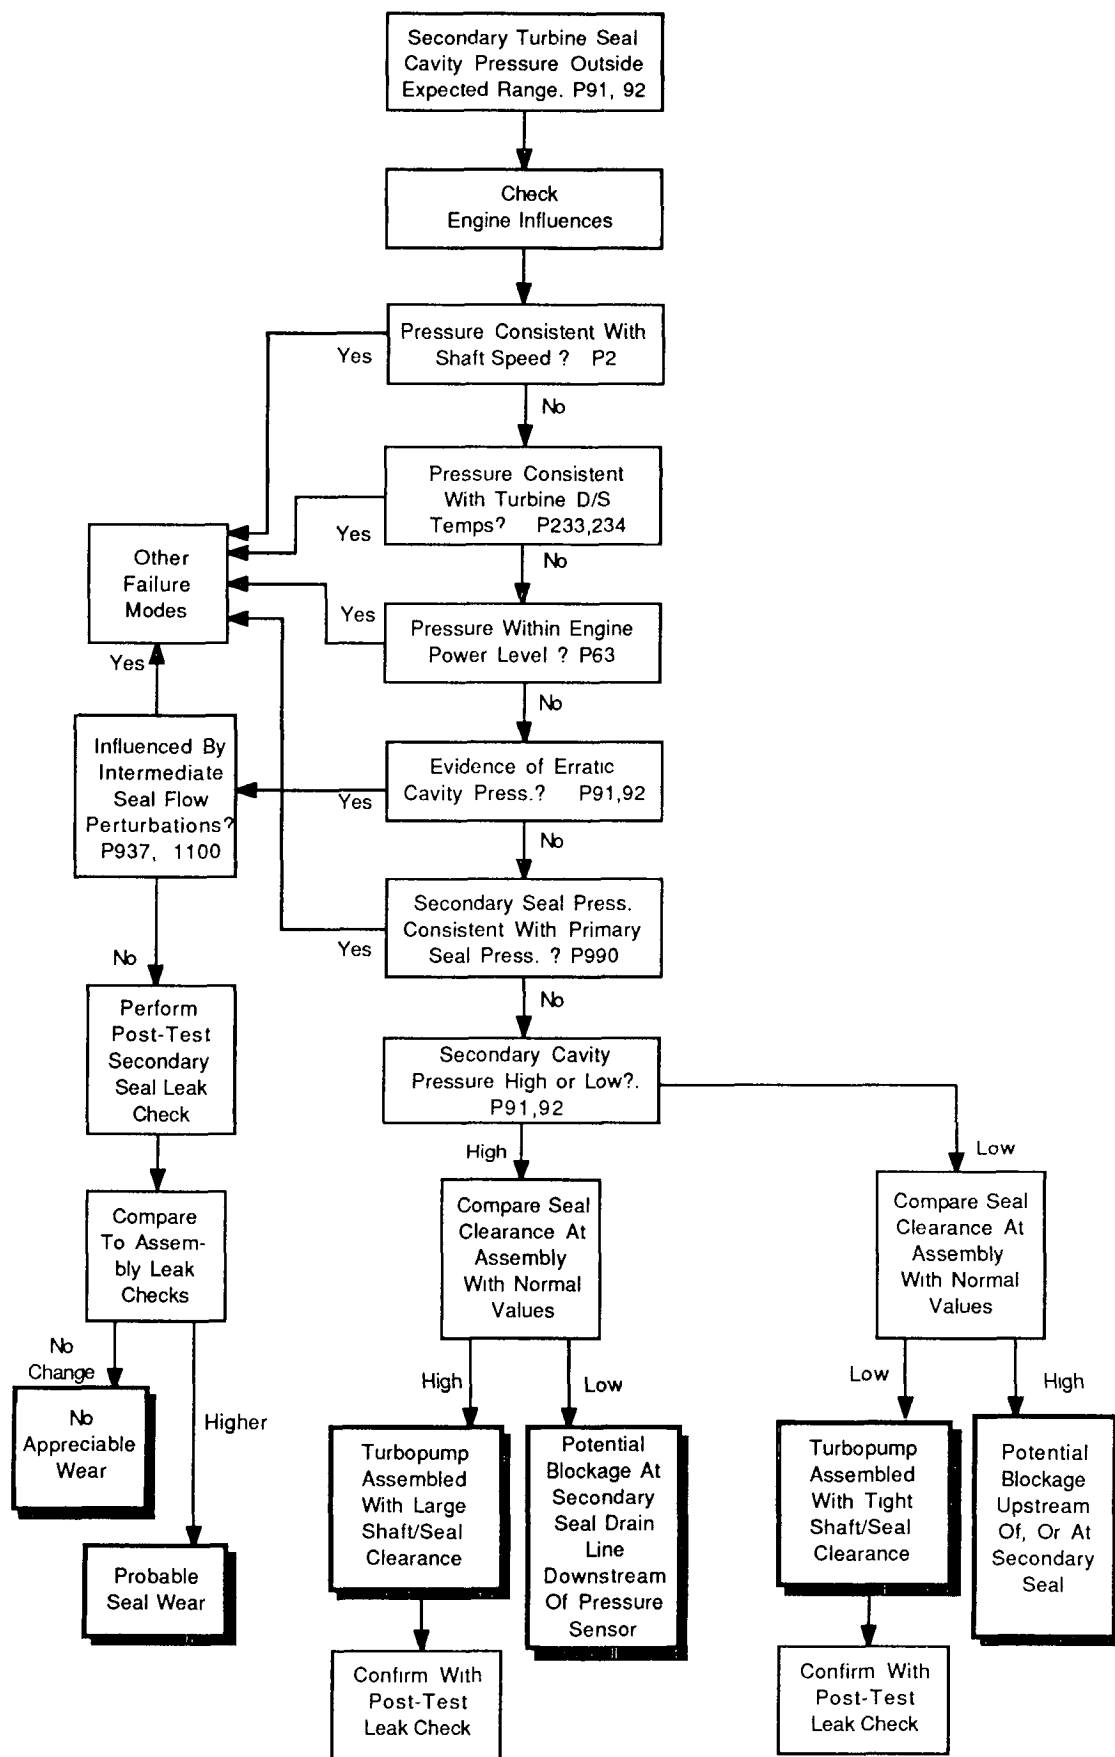 Secondary Turbine Seal
Cavity Pressure Outside
Expected Range. P91, 92
Check
Engine Influences
Pressure Consistent With
Shaft Speed ? P2
Yes
No
Pressure Consistent
With Turbine D/S
Temps? P233,234
Yes
No
Other
Failure
Modes
Pressure Within Engine
Power Level ? P63
Yes
No
Yes
Influenced By
Intermediate
Seal Flow
Perturbations?
P937, 1100
Evidence of Erratic
Cavity Press.? P91,92
Yes
No
Secondary Seal Press.
Consistent With Primary
Seal Press. ? P990
Yes
No
No
Perform
Post-Test
Secondary
Seal Leak
Check
Secondary Cavity
Pressure High or Low?.
P91,92
High
Low
Compare
To Assem-
bly Leak
Checks
Compare Seal
Clearance At
Assembly
With Normal
Values
Compare Seal
Clearance At
Assembly
With Normal
Values
No
Change
Higher
High
Low
Low
High
No
Appreciable
Wear
Probable
Seal Wear
Turbopump
Assembled
With Large
Shaft/Seal
Clearance
Potential
Blockage At
Secondary
Seal Drain
Line
Downstream
Of Pressure
Sensor
Turbopump
Assembled
With Tight
Shaft/Seal
Clearance
Potential
Blockage
Upstream
Of, Or At
Secondary
Seal
Confirm With
Post-Test
Leak Check
Confirm With
Post-Test
Leak Check